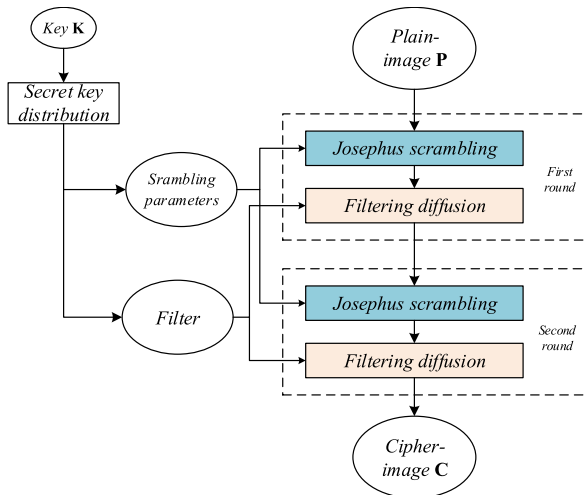 Key K
Secret key
distribution
Srambling
parameters
Filter
Plain-
image P
Josephus scrambling
Filtering diffusion
First
round
Josephus scrambling
Filtering diffusion
Second
round
Cipher-
image C